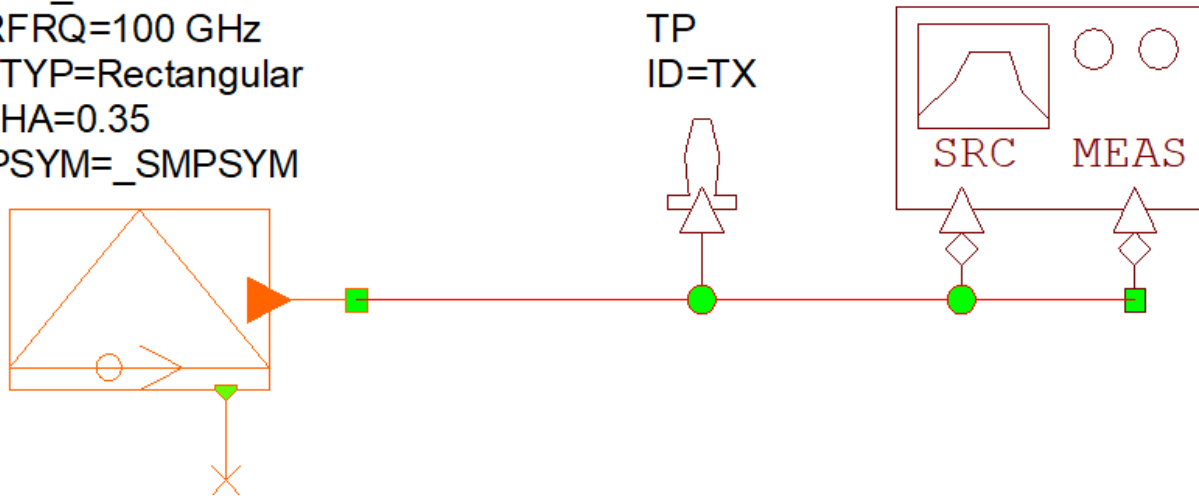 RFRQ=100 GHz
TYP=Rectangular
HA=0.35
PSYM=_SMPSYM
TP
ID=TX
SRC MEAS